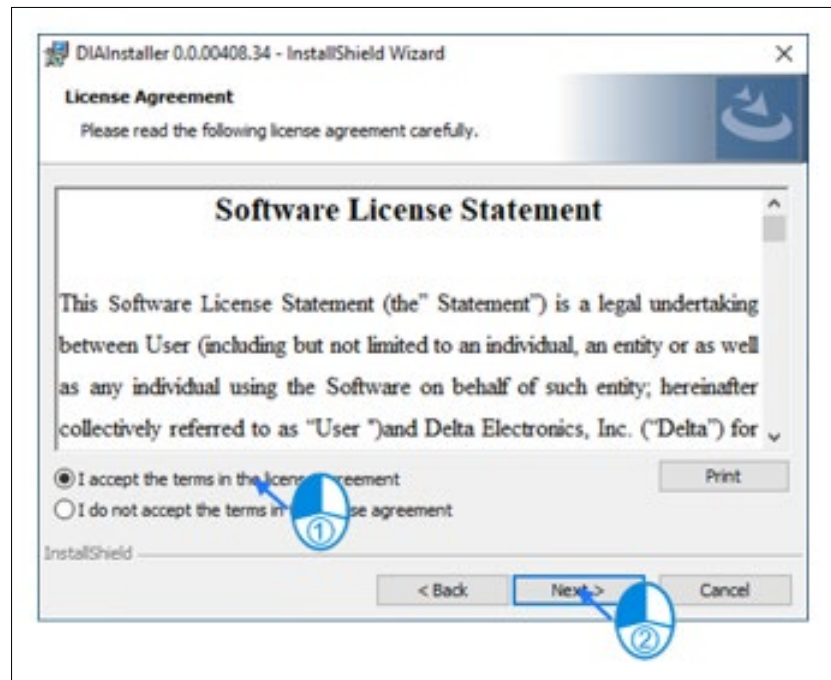 DIAInstaller 0.0.00408.34 - InstallShield Wizard
License Agreement
Please read the following license agreement carefully.
Software License Statement
This Software License Statement (the” Statement”) is a legal undertaking
between User (including but not limited to an individual, an entity or as well
as any individual using the Software on behalf of such entity; hereinafter
collectively referred to as “User ”)and Delta Electronics, Inc. (“Delta”) for
I accept the terms in the license agreement
Print
I do not accept the terms in agreement
①
InstallShield
< Back
Next >
Cancel
②